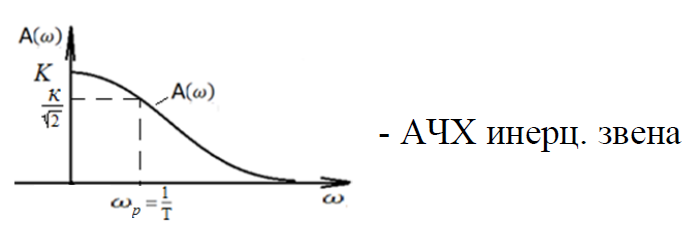 A(ω)
K
K/√2
A(ω)
ω_p = 1/T
ω
- АЧХ инерц. звена